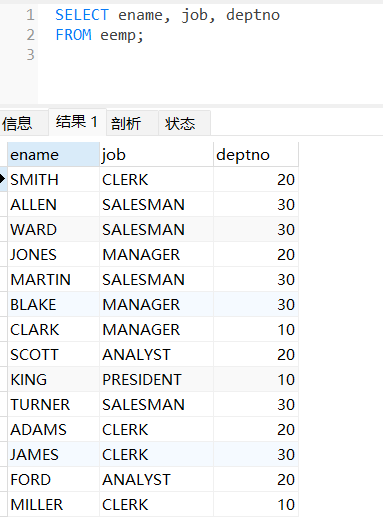 1 SELECT ename, job, deptno
2 FROM eemp;
3
信息 结果 1 剖析 状态
ename job deptno
SMITH CLERK 20
ALLEN SALESMAN 30
WARD SALESMAN 30
JONES MANAGER 20
MARTIN SALESMAN 30
BLAKE MANAGER 30
CLARK MANAGER 10
SCOTT ANALYST 20
KING PRESIDENT 10
TURNER SALESMAN 30
ADAMS CLERK 20
JAMES CLERK 30
FORD ANALYST 20
MILLER CLERK 10